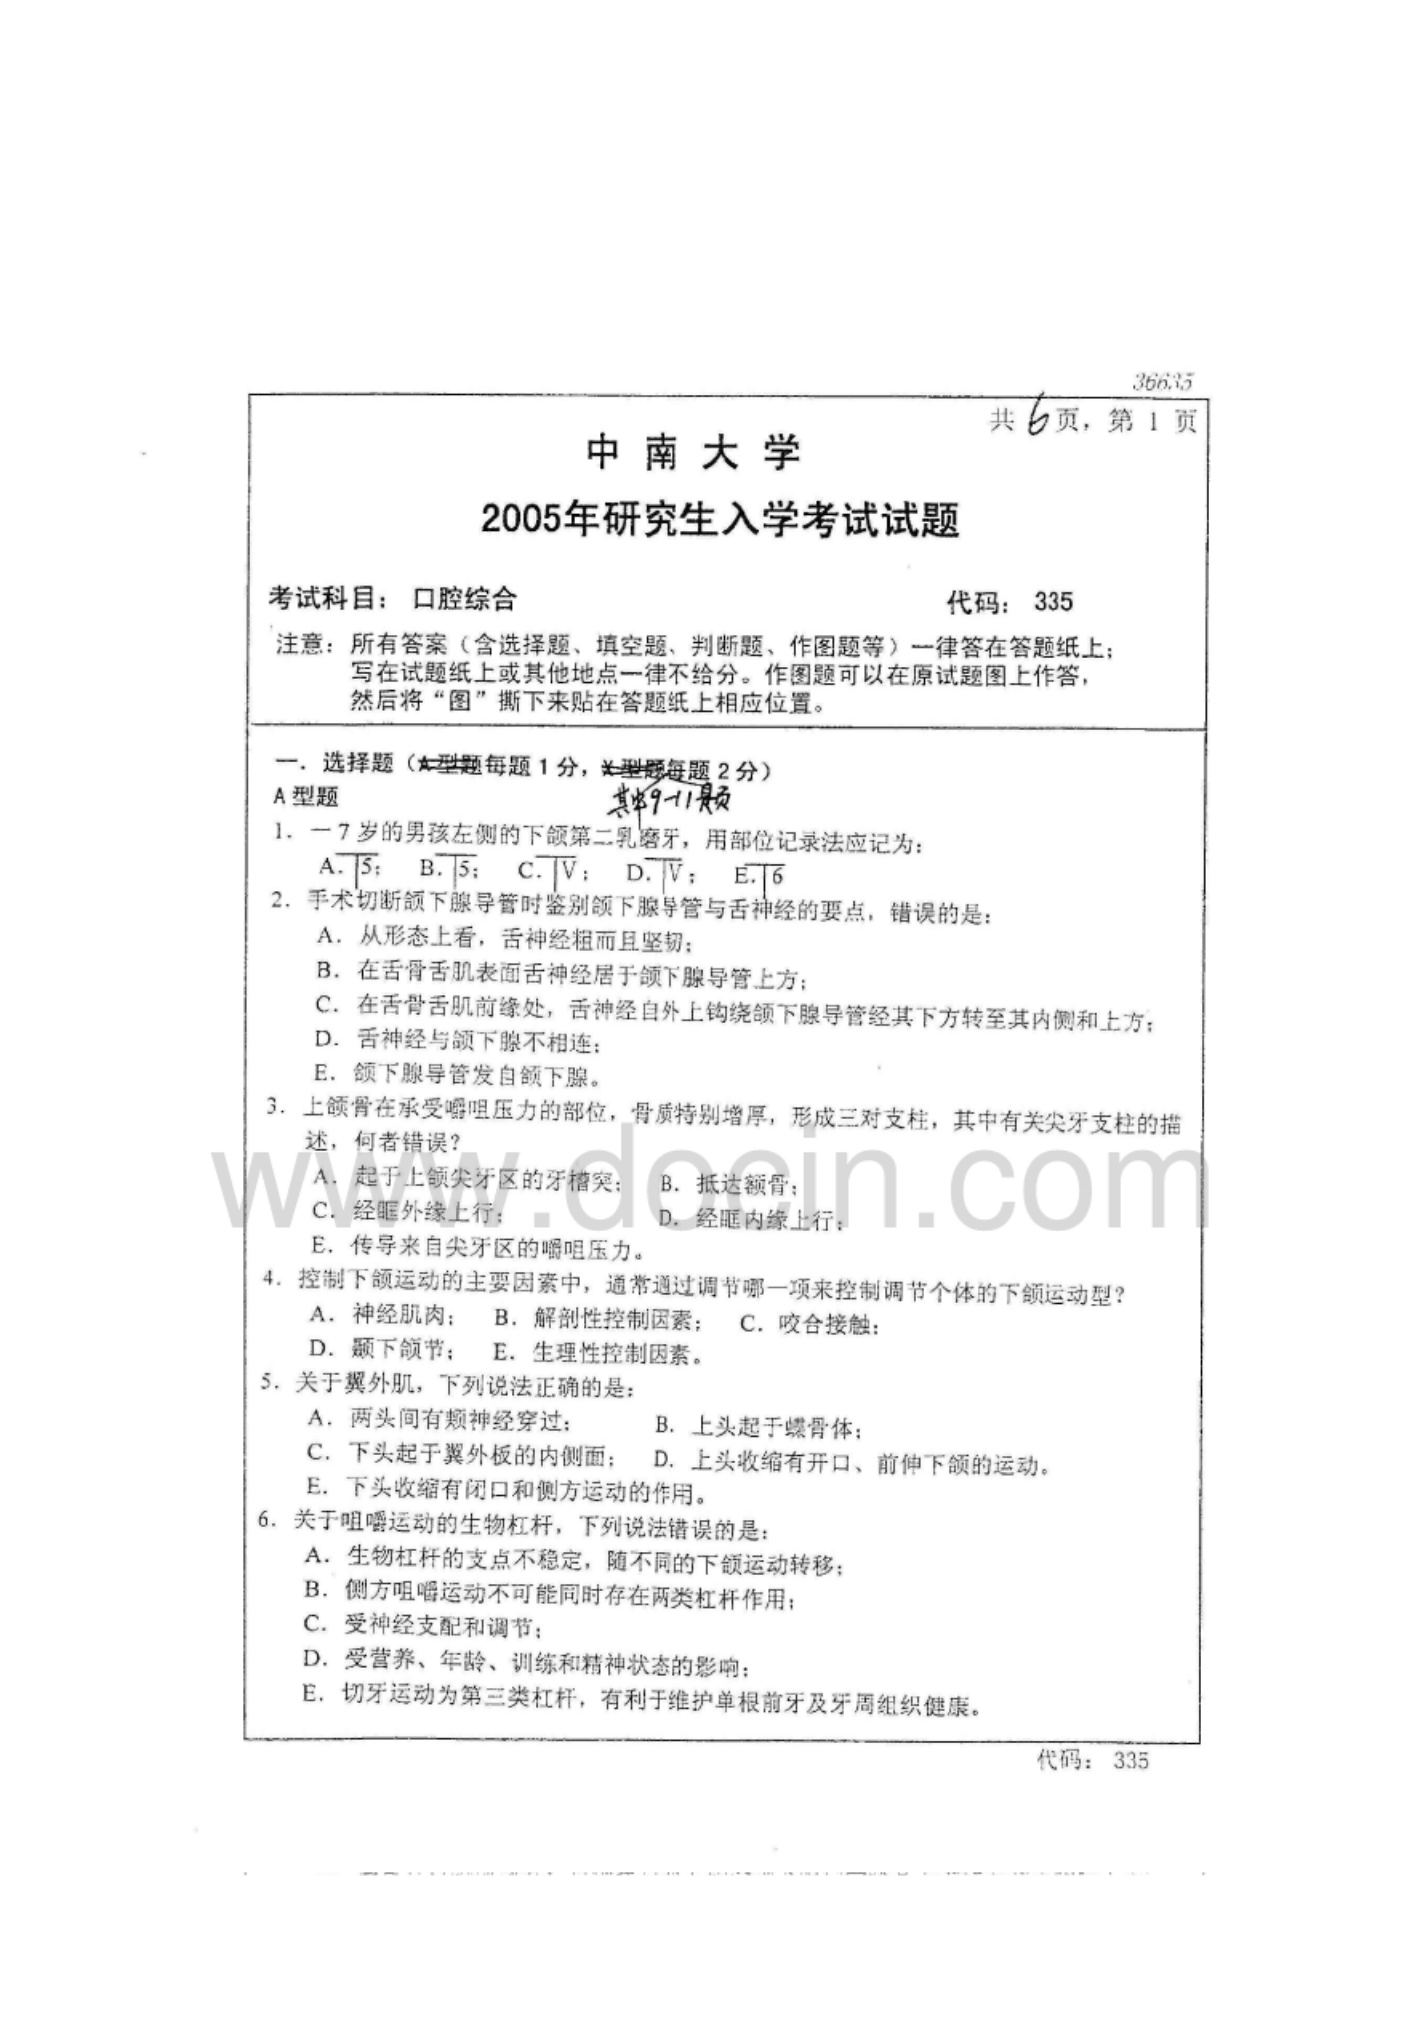 36635
共6页，第 1 页
中 南 大 学
2005年研究生入学考试试题
考试科目： 口腔综合 代码： 335
注意：所有答案（含选择题、填空题、判断题、作图题等）一律答在答题纸上；
写在试题纸上或其他地点一律不给分。作图题可以在原试题图上作答，
然后将“图”撕下来贴在答题纸上相应位置。
一．选择题（A型题每题1分，X型题每题2分）
其中9-11题
A型题
1．一7岁的男孩左侧的下颌第二乳磨牙，用部位记录法应记为：
A. 5； B. 5； C. V； D. V； E. 6
2．手术切断颌下腺导管时鉴别颌下腺导管与舌神经的要点，错误的是：
A．从形态上看，舌神经粗而且坚韧；
B．在舌骨舌肌表面舌神经居于颌下腺导管上方；
C．在舌骨舌肌前缘处，舌神经自外上钩绕颌下腺导管经其下方转至其内侧和上方；
D．舌神经与颌下腺不相连；
E．颌下腺导管发自颌下腺。
3．上颌骨在承受嚼咀压力的部位，骨质特别增厚，形成三对支柱，其中有关尖牙支柱的描
述，何者错误？
A．起于上颌尖牙区的牙槽突； B．抵达额骨；
C．经眶外缘上行； D．经眶内缘上行；
E．传导来自尖牙区的嚼咀压力。
4．控制下颌运动的主要因素中，通常通过调节哪一项来控制调节个体的下颌运动型？
A．神经肌肉； B．解剖性控制因素； C．咬合接触；
D．颞下颌节； E．生理性控制因素。
5．关于翼外肌，下列说法正确的是：
A．两头间有颊神经穿过； B．上头起于蝶骨体；
C．下头起于翼外板的内侧面； D．上头收缩有开口、前伸下颌的运动。
E．下头收缩有闭口和侧方运动的作用。
6．关于咀嚼运动的生物杠杆，下列说法错误的是：
A．生物杠杆的支点不稳定，随不同的下颌运动转移；
B．侧方咀嚼运动不可能同时存在两类杠杆作用；
C．受神经支配和调节；
D．受营养、年龄、训练和精神状态的影响；
E．切牙运动为第三类杠杆，有利于维护单根前牙及牙周组织健康。
代码： 335
www.docin.com